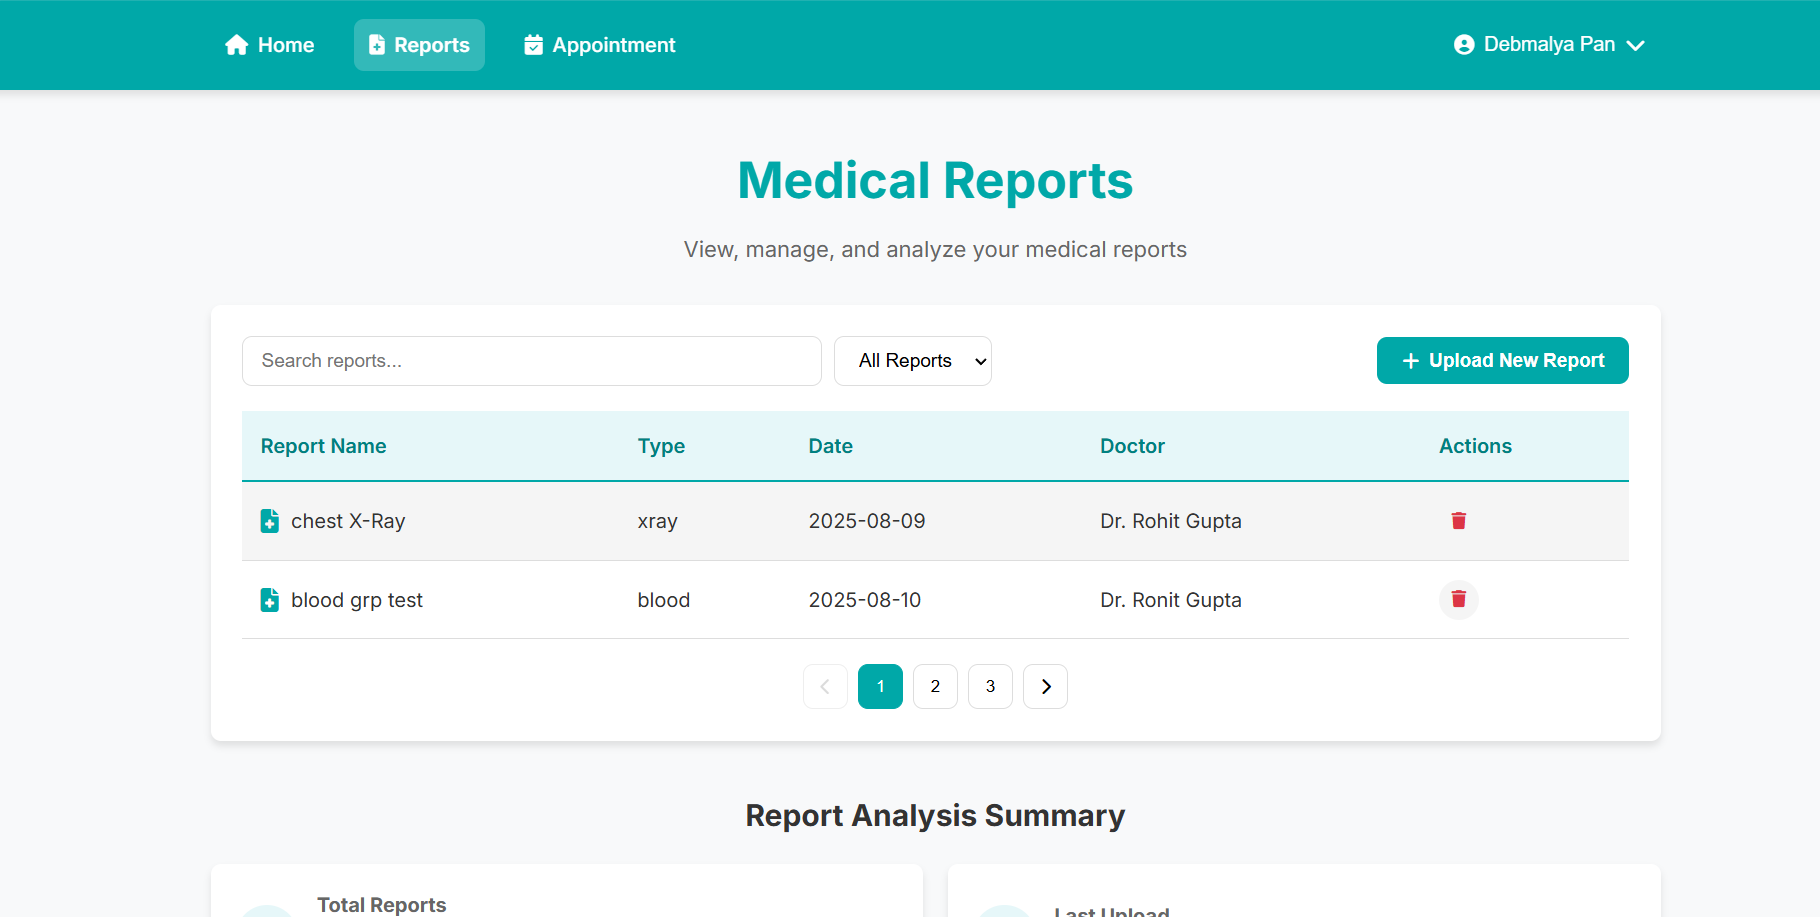 Home Reports Appointment Debmalya Pan
Medical Reports
View, manage, and analyze your medical reports
Search reports... All Reports Upload New Report
Report Name Type Date Doctor Actions
chest X-Ray xray 2025-08-09 Dr. Rohit Gupta
blood grp test blood 2025-08-10 Dr. Ronit Gupta
1 2 3
Report Analysis Summary
Total Reports Last Upload